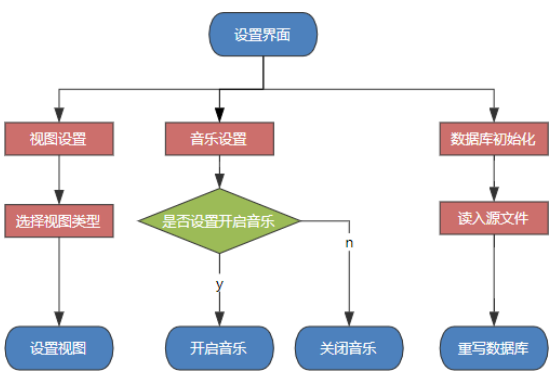 设置界面
视图设置
音乐设置
数据库初始化
选择视图类型
是否设置开启音乐
读入源文件
n
y
设置视图
开启音乐
关闭音乐
重写数据库